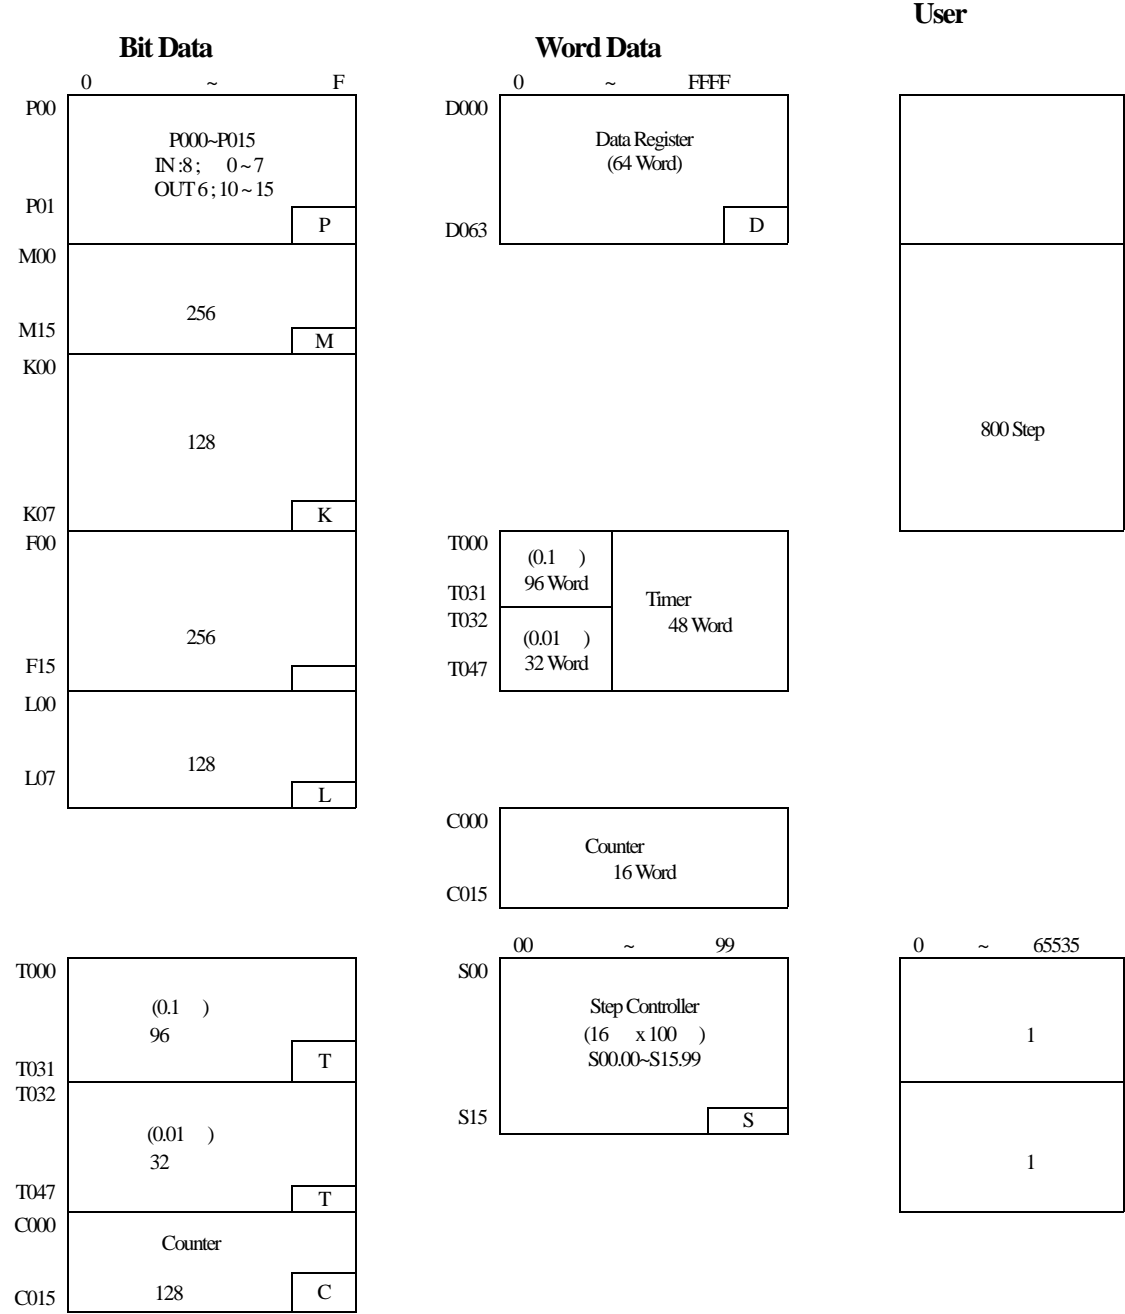 User
Bit Data
Word Data
0 ~ F
0 ~ FFFF
P00
P000~P015
IN :8 ; 0 ~ 7
OUT 6 ; 10 ~ 15
P01
P
D000
Data Register
(64 Word)
D063
D
M00
256
M15
M
K00
128
K07
K
800 Step
F00
256
F15
T000
(0.1 )
96 Word
T031
T032
(0.01 )
32 Word
T047
Timer
48 Word
L00
128
L07
L
C000
Counter
16 Word
C015
00 ~ 99
0 ~ 65535
T000
(0.1 )
96
T031
T
T032
(0.01 )
32
T047
T
C000
Counter
128
C015
C
S00
Step Controller
(16 x 100 )
S00.00~S15.99
S15
S
1
1